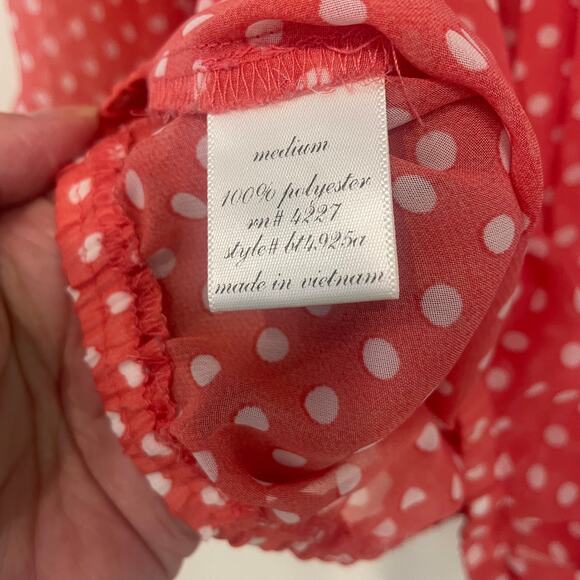 medium
100% polyester
rn# 4227
style# bt4925a
made in vietnam